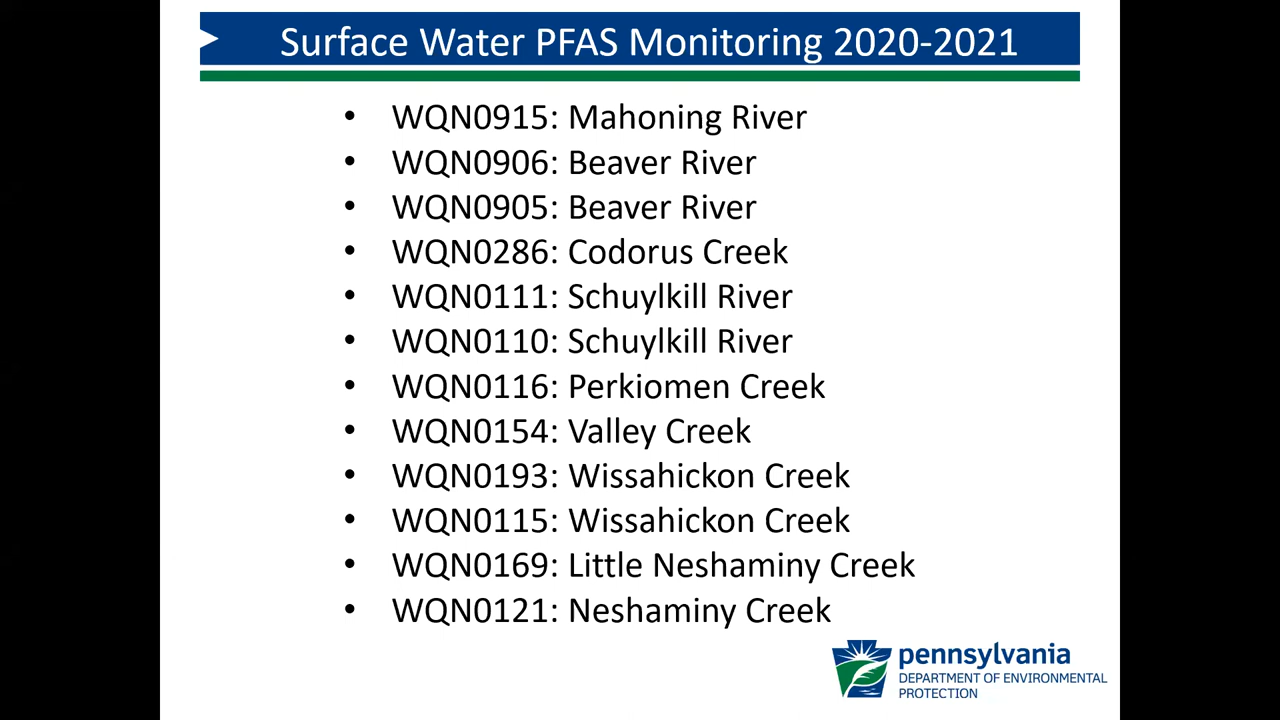 Surface Water PFAS Monitoring 2020-2021
• WQN0915: Mahoning River
• WQN0906: Beaver River
• WQN0905: Beaver River
• WQN0286: Codorus Creek
• WQN0111: Schuylkill River
• WQN0110: Schuylkill River
• WQN0116: Perkiomen Creek
• WQN0154: Valley Creek
• WQN0193: Wissahickon Creek
• WQN0115: Wissahickon Creek
• WQN0169: Little Neshaminy Creek
• WQN0121: Neshaminy Creek
pennsylvania
DEPARTMENT OF ENVIRONMENTAL
PROTECTION